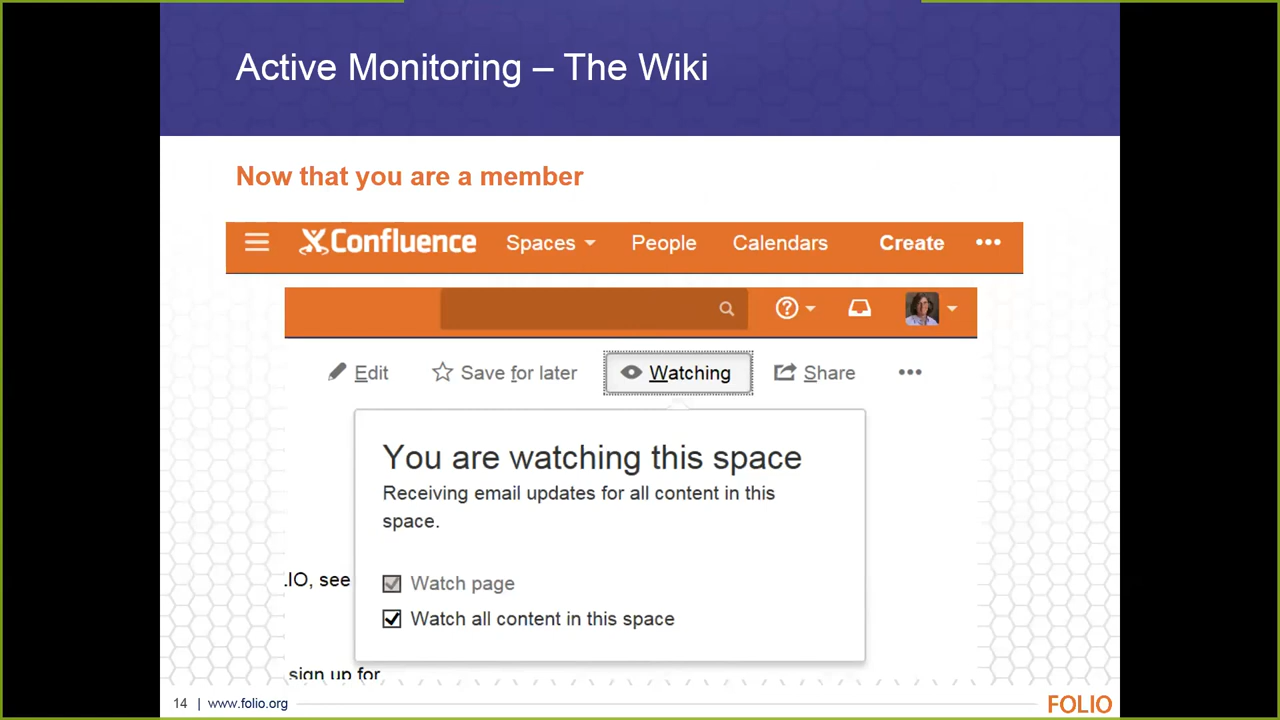 Active Monitoring – The Wiki
Now that you are a member
Confluence Spaces People Calendars Create •••
Edit Save for later Watching Share •••
You are watching this space
Receiving email updates for all content in this
space.
.IO, see
Watch page
Watch all content in this space
sign up for
14 | www.folio.org
FOLIO